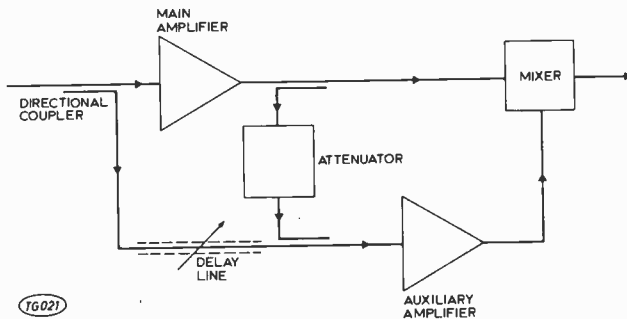 MAIN
AMPLIFIER
MIXER
DIRECTIONAL
COUPLER
ATTENUATOR
DELAY
LINE
AUXILIARY
AMPLIFIER
TG021